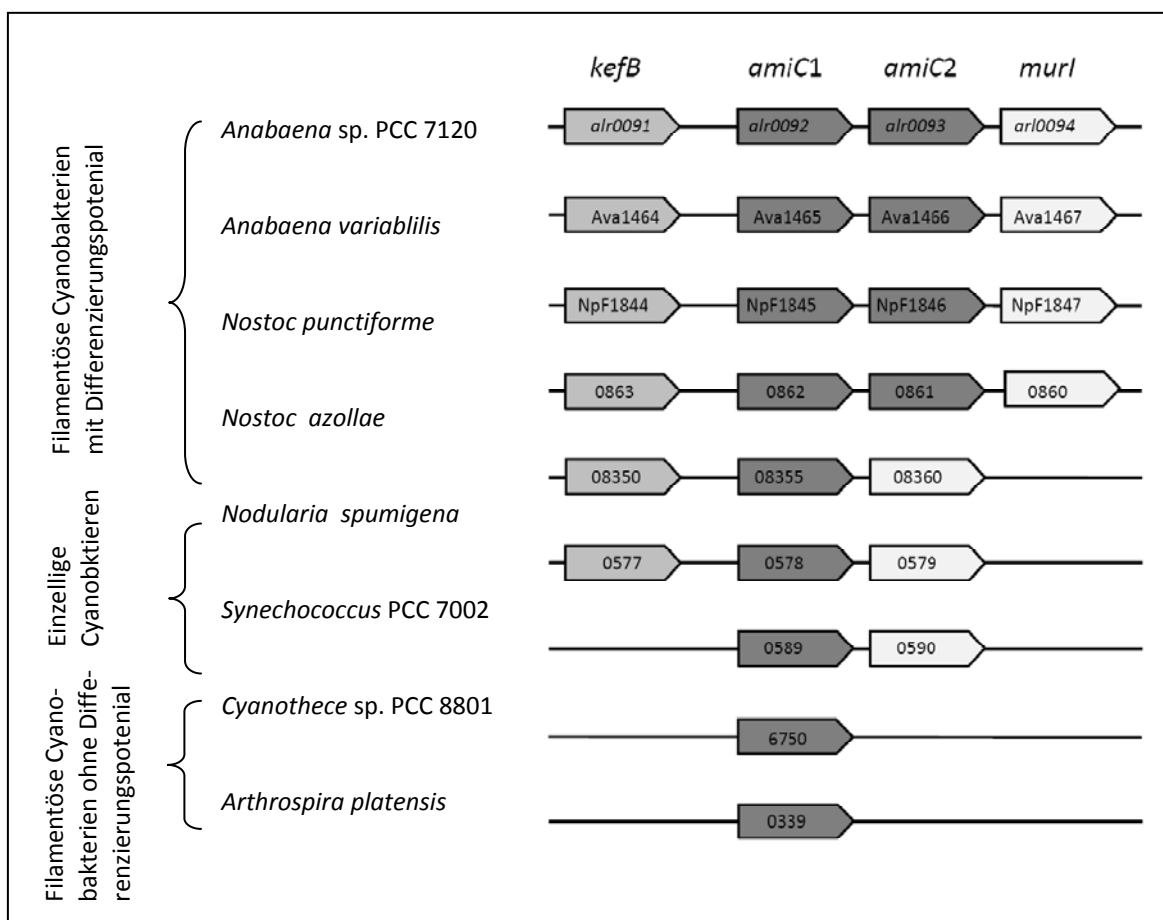 kefB amiC1 amiC2 murI
Anabaena sp. PCC 7120 alr0091 alr0092 alr0093 arl0094
Anabaena variablilis Ava1464 Ava1465 Ava1466 Ava1467
Nostoc punctiforme NpF1844 NpF1845 NpF1846 NpF1847
Nostoc azollae 0863 0862 0861 0860
08350 08355 08360
Nodularia spumigena
0577 0578 0579
Synechococcus PCC 7002
0589 0590
Cyanothece sp. PCC 8801
6750
Arthrospira platensis
0339
Filamentöse Cyanobakterien
mit Differenzierungspotenial
Einzellige
Cyanobktieren
Filamentöse Cyano-
bakterien ohne Diffe-
renzierungspotenial